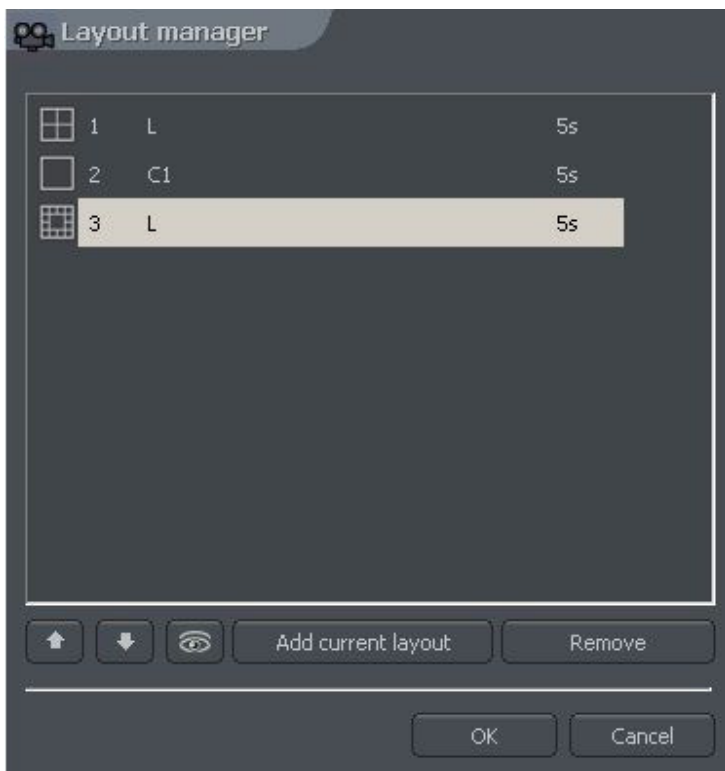 Layout manager
1 L 5s
2 C1 5s
3 L 5s
Add current layout Remove
OK Cancel